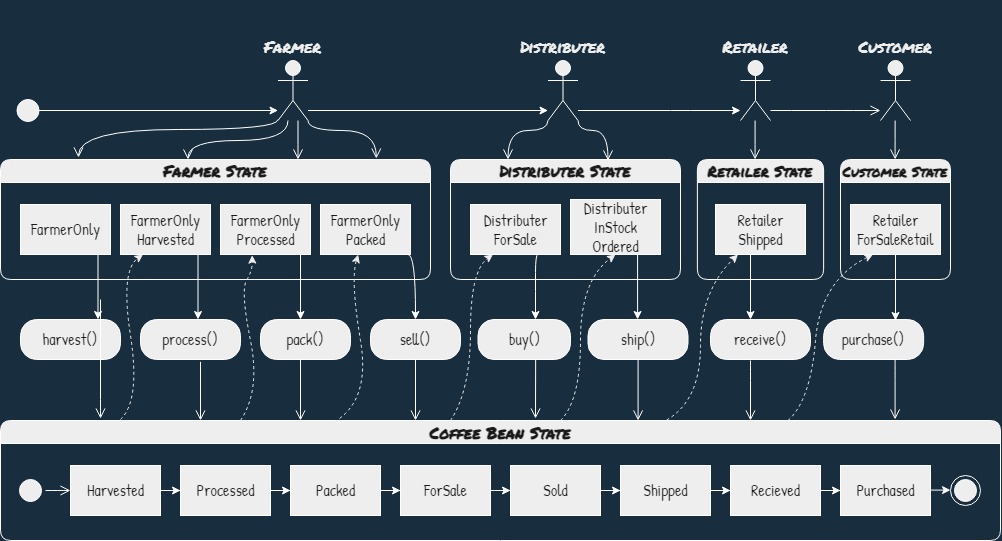 Farmer
Distributer
Retailer
Customer
Farmer State
Distributer State
Retailer State
Customer State
FarmerOnly
FarmerOnly
Harvested
FarmerOnly
Processed
FarmerOnly
Packed
Distributer
ForSale
Distributer
InStock
Ordered
Retailer
Shipped
Retailer
ForSaleRetail
harvest()
process()
pack()
sell()
buy()
ship()
receive()
purchase()
Coffee Bean State
Harvested
Processed
Packed
ForSale
Sold
Shipped
Recieved
Purchased